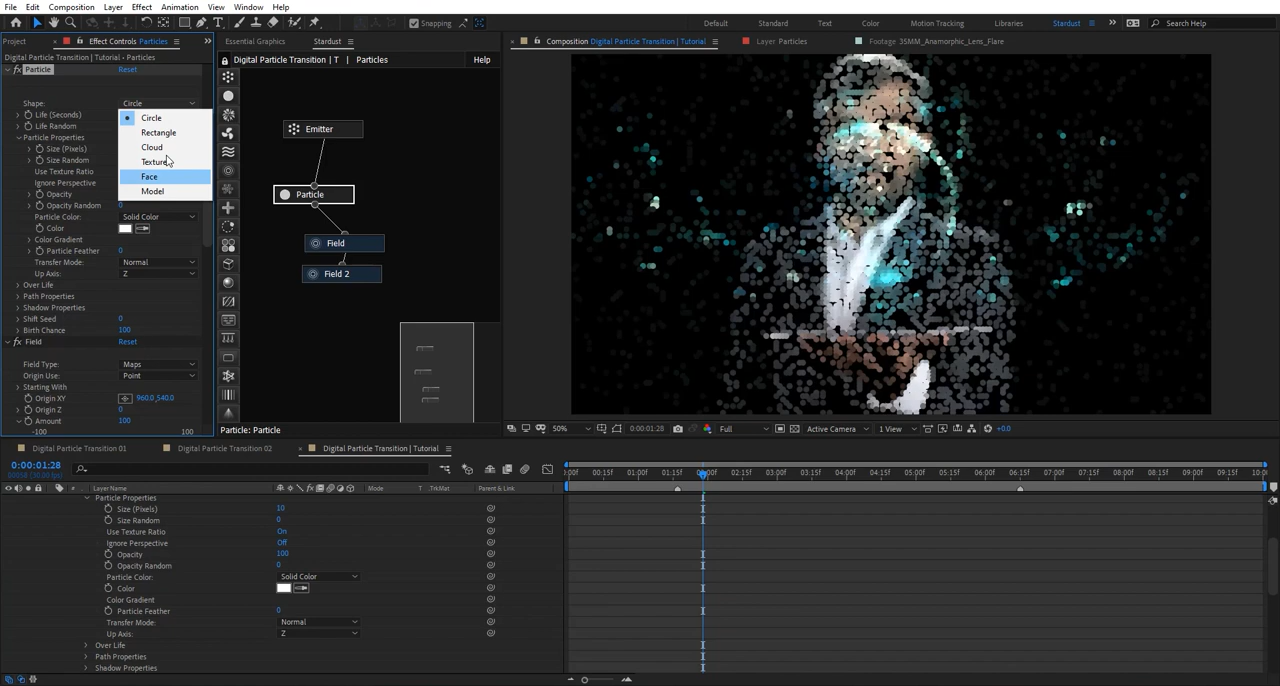 File Edit Composition Layer Effect Animation View Window Help
Snapping
Default Standard Text Color Motion Tracking Libraries Stardust Search Help
Project Effect Controls Particles
Essential Graphics Stardust
Composition Digital Particle Transition | Tutorial
Layer Particles
Footage 35MM_Anamorphic_Lens_Flare
Digital Particle Transition | Tutorial • Particles
Digital Particle Transition | T Particles Help
Particle Reset
Shape: Circle
Life (Seconds)
Life Random
Particle Properties
Size (Pixels)
Size Random
Use Texture Ratio
Ignore Perspective
Opacity
Opacity Random 0
Particle Color: Solid Color
Color
Color Gradient
Particle Feather 0
Transfer Mode: Normal
Up Axis: Z
Over Life
Path Properties
Shadow Properties
Shift Seed 0
Birth Chance 100
Field Reset
Field Type: Maps
Origin Use: Point
Starting With
Origin XY 960.0,540.0
Origin Z 0
Amount 100
-100 100
Circle
Rectangle
Cloud
Texture
Face
Model
Emitter
Particle
Field
Field 2
Particle: Particle
50% 0:00:01:28 Full Active Camera 1 View +0.0
Digital Particle Transition 01 Digital Particle Transition 02 Digital Particle Transition | Tutorial
0:00:01:28
# Layer Name Mode T .TrkMat Parent & Link
:00f 00:15f 01:00f 01:15f 02:15f 03:00f 03:15f 04:00f 04:15f 05:00f 05:15f 06:00f 06:15f 07:00f 07:15f 08:00f 08:15f 09:00f 09:15f 10:0
Particle Properties
Size (Pixels) 10
Size Random 0
Use Texture Ratio On
Ignore Perspective Off
Opacity 100
Opacity Random 0
Particle Color: Solid Color
Color
Color Gradient
Particle Feather 0
Transfer Mode: Normal
Up Axis: Z
Over Life
Path Properties
Shadow Properties